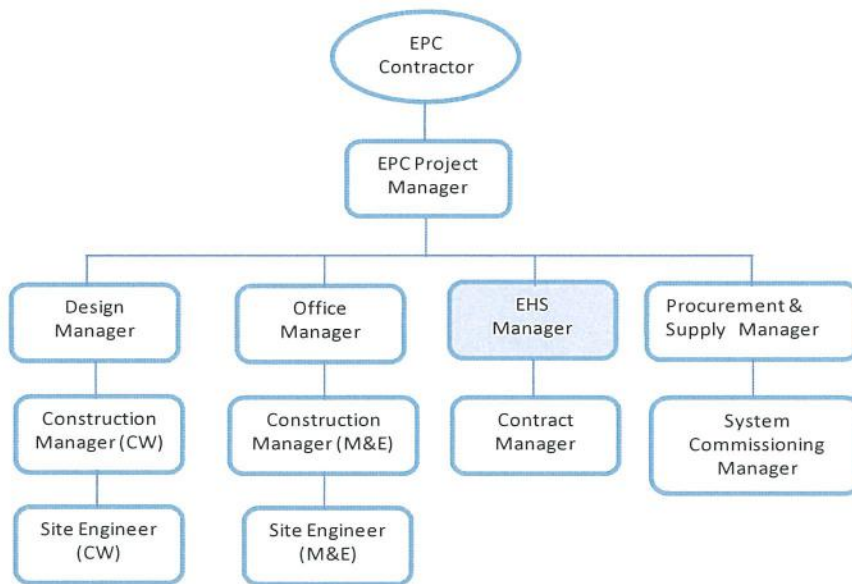 EPC
Contractor
EPC Project
Manager
Design
Manager
Office
Manager
EHS
Manager
Procurement &
Supply Manager
Construction
Manager (CW)
Construction
Manager (M&E)
Contract
Manager
System
Commissioning
Manager
Site Engineer
(CW)
Site Engineer
(M&E)